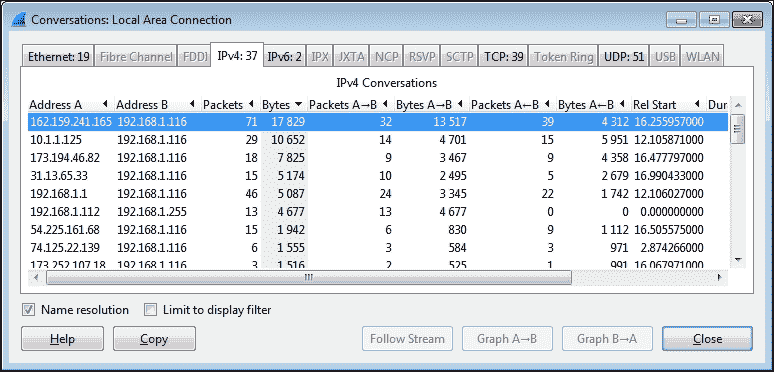 Conversations: Local Area Connection
Ethernet: 19 Fibre Channel FDDI IPv4: 37 IPv6: 2 IPX JXTA NCP RSVP SCTP TCP: 39 Token Ring UDP: 51 USB WLAN
IPv4 Conversations
Address A Address B Packets Bytes Packets A→B Bytes A→B Packets A←B Bytes A←B Rel Start Dur
162.159.241.165 192.168.1.116 71 17 829 32 13 517 39 4 312 16.255957000
10.1.1.125 192.168.1.116 29 10 652 14 4 701 15 5 951 12.105871000
173.194.46.82 192.168.1.116 18 7 825 9 3 467 9 4 358 16.477797000
31.13.65.33 192.168.1.116 15 5 174 10 2 495 5 2 679 16.990433000
192.168.1.1 192.168.1.116 46 5 087 24 3 345 22 1 742 12.106027000
192.168.1.112 192.168.1.255 13 4 677 13 4 677 0 0 0.000000000
54.225.161.68 192.168.1.116 15 1 942 6 830 9 1 112 16.505575000
74.125.22.139 192.168.1.116 6 1 555 3 584 3 971 2.874266000
173.252.107.18 192.168.1.116 3 1 516 2 525 1 991 16.067971000
Name resolution Limit to display filter
Help Copy Follow Stream Graph A→B Graph B→A Close